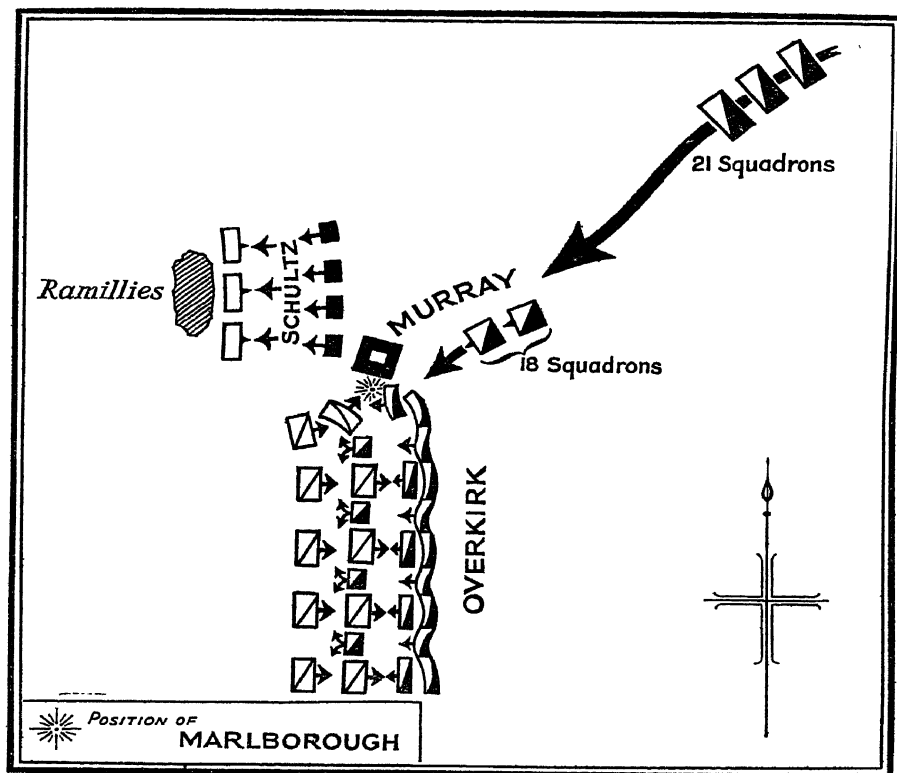 21 Squadrons
SCHULTZ
Ramillies
MURRAY
18 Squadrons
OVERKIRK
POSITION OF
MARLBOROUGH